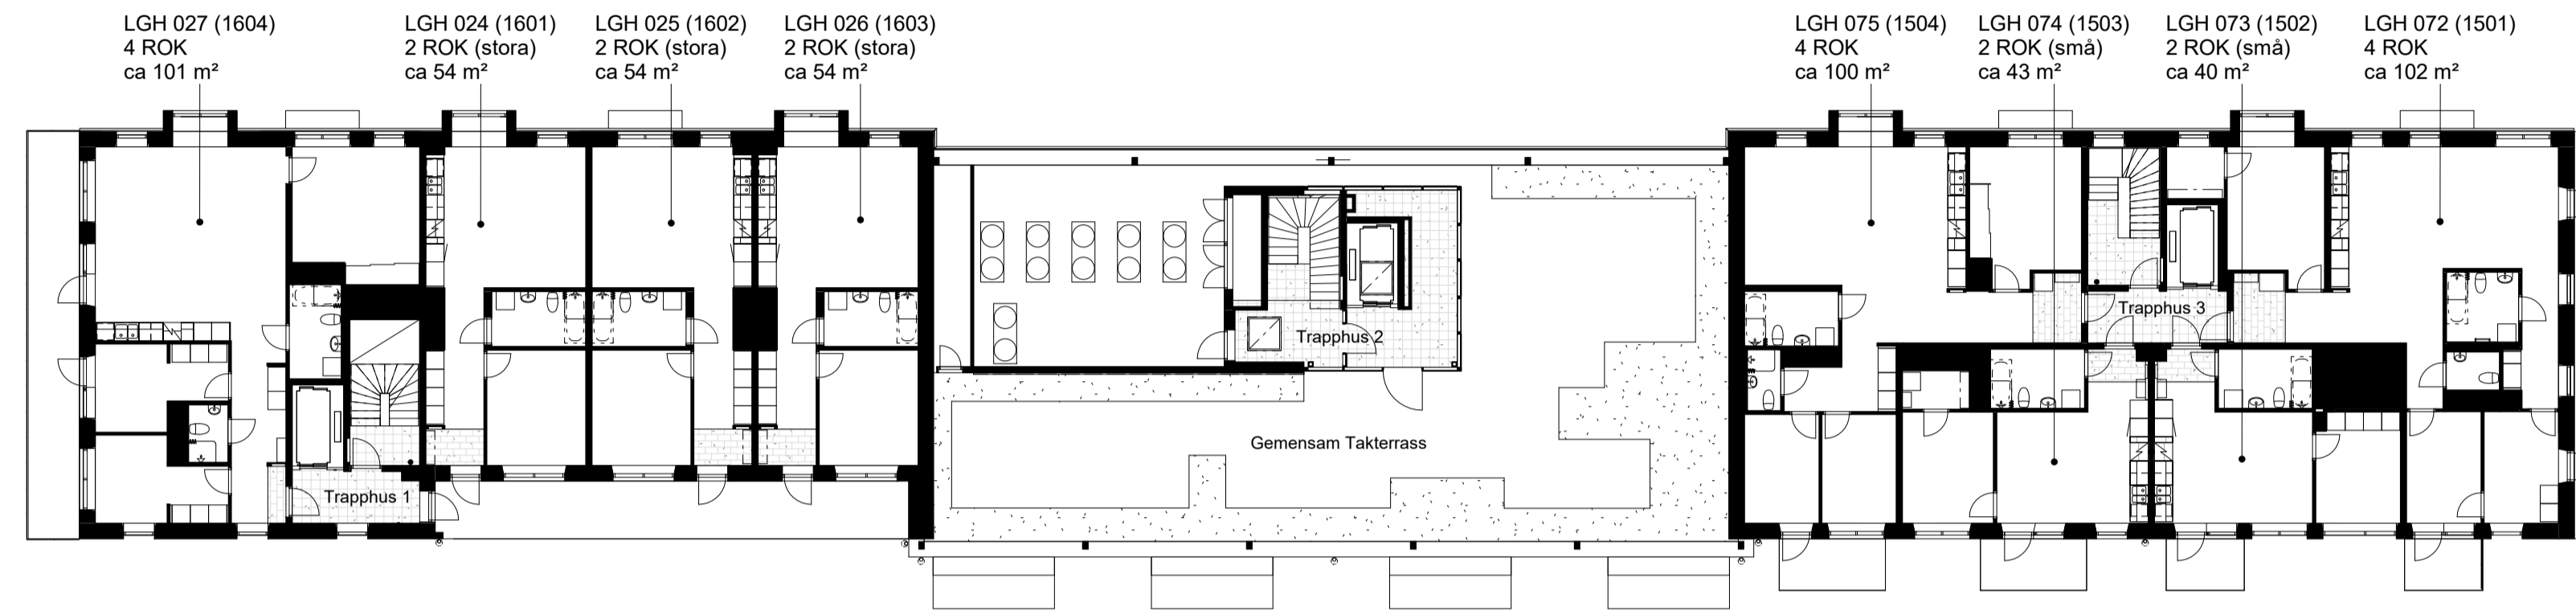 LGH 027 (1604)
4 ROK
ca 101 m²
LGH 024 (1601)
2 ROK (stora)
ca 54 m²
LGH 025 (1602)
2 ROK (stora)
ca 54 m²
LGH 026 (1603)
2 ROK (stora)
ca 54 m²
LGH 075 (1504)
4 ROK
ca 100 m²
LGH 074 (1503)
2 ROK (små)
ca 43 m²
LGH 073 (1502)
2 ROK (små)
ca 40 m²
LGH 072 (1501)
4 ROK
ca 102 m²
Trapphus 3
Trapphus 2
Gemensam Takterrass
Trapphus 1